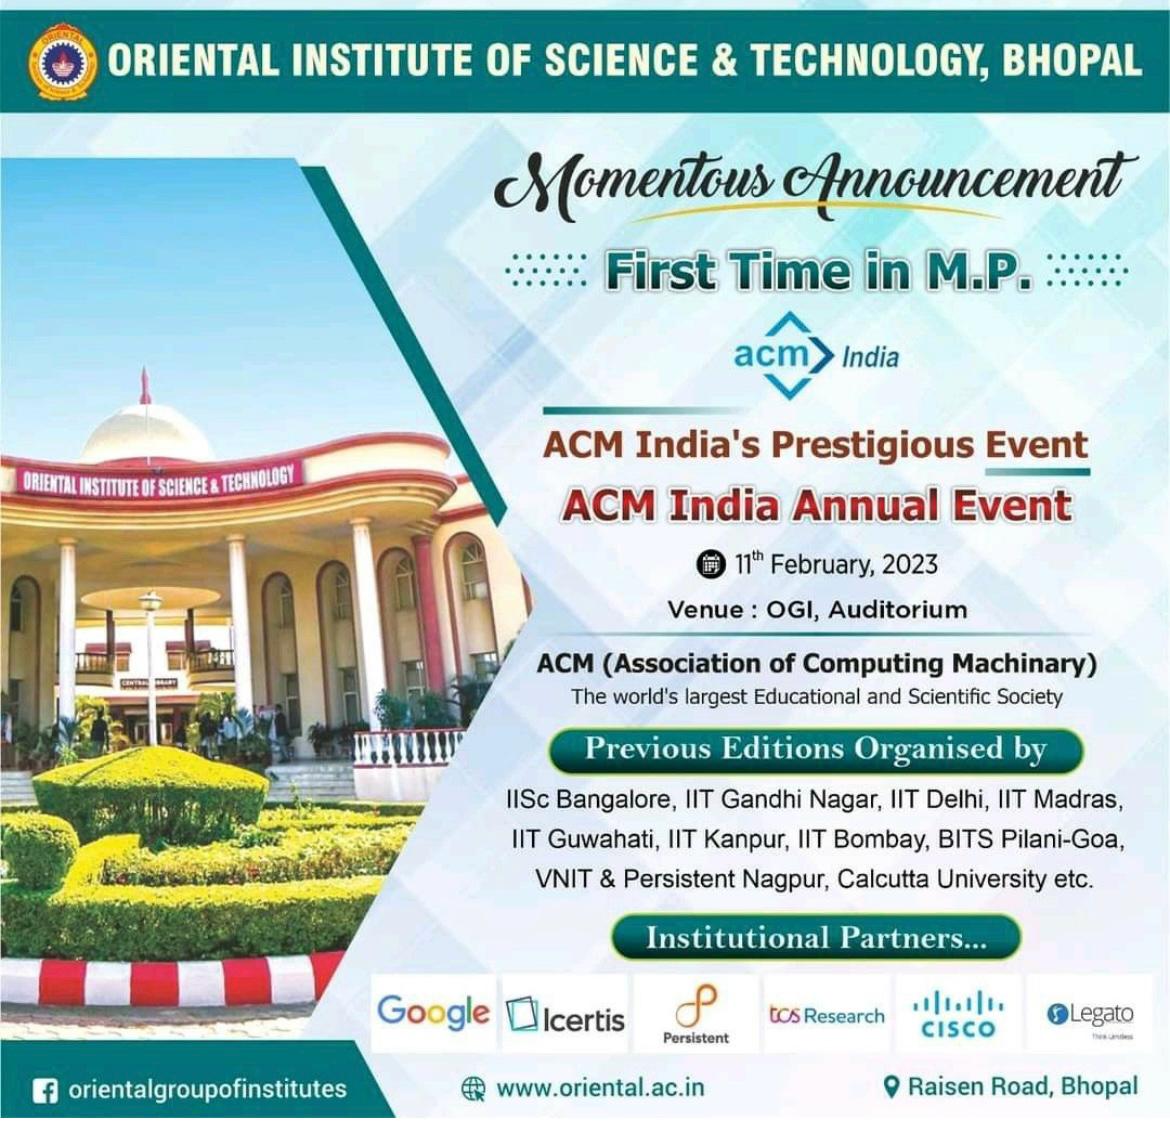 ORIENTAL INSTITUTE OF SCIENCE & TECHNOLOGY, BHOPAL
Momentous Announcement
First Time in M.P.
acm India
ACM India's Prestigious Event
ACM India Annual Event
11th February, 2023
Venue : OGI, Auditorium
ACM (Association of Computing Machinary)
The world's largest Educational and Scientific Society
Previous Editions Organised by
IISc Bangalore, IIT Gandhi Nagar, IIT Delhi, IIT Madras,
IIT Guwahati, IIT Kanpur, IIT Bombay, BITS Pilani-Goa,
VNIT & Persistent Nagpur, Calcutta University etc.
Institutional Partners...
Google Icertis Persistent tcs Research CISCO Legato
Think Limitless
ORIENTAL INSTITUTE OF SCIENCE & TECHNOLOGY
CENTRAL LIBRARY
orientalgroupofinstitutes www.oriental.ac.in Raisen Road, Bhopal